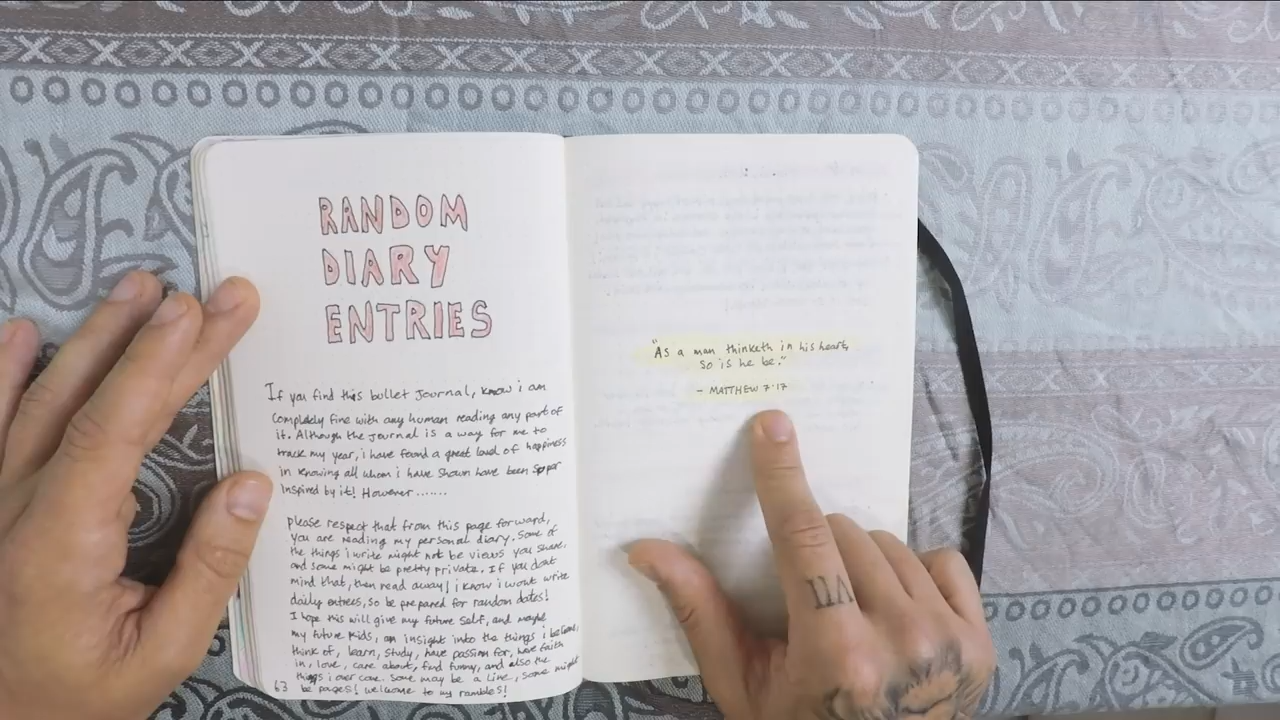 RANDOM
DIARY
ENTRIES
If you find this bullet journal, know i am
completely fine with any human reading any part of
it. Although the journal is a way for me to
track my year, i have found a great load of happiness
in knowing all whom i have shown have been super
inspired by it! However .......
please respect that from this page forward,
you are reading my personal diary. Some of
the things i write might not be views you share,
and some might be pretty private. If you dont
mind that, then read away! i know i wont write
daily entrees, so be prepared for random dates!
I hope this will give my future self, and maybe
my future kids, an insight into the things i become,
think of, learn, study, have passion for, have faith
in, love, care about, find funny, and also the
things i over come. Some may be a line, some might
be pages! welcome to my rambles!
63
"As a man thinketh in his heart,
so is he be."
- MATTHEW 7:17
VII